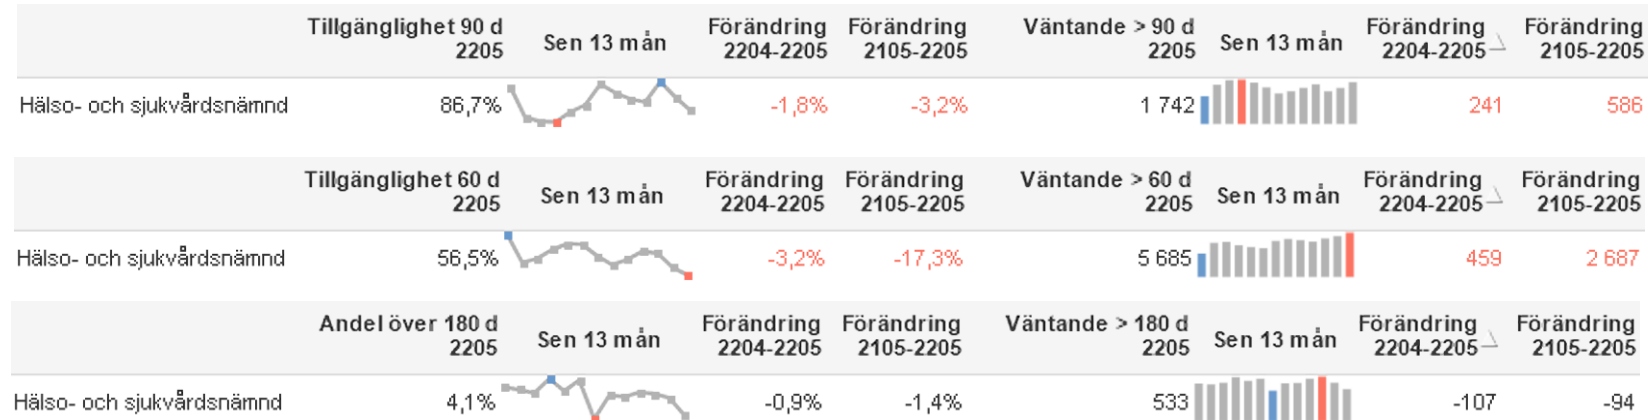 Tillgänglighet 90 d 2205 Sen 13 mån Förändring 2204-2205 Förändring 2105-2205 Väntande > 90 d 2205 Sen 13 mån Förändring 2204-2205 Förändring 2105-2205
Hälso- och sjukvårdsnämnd 86,7% -1,8% -3,2% 1 742 241 586
Tillgänglighet 60 d 2205 Sen 13 mån Förändring 2204-2205 Förändring 2105-2205 Väntande > 60 d 2205 Sen 13 mån Förändring 2204-2205 Förändring 2105-2205
Hälso- och sjukvårdsnämnd 56,5% -3,2% -17,3% 5 685 459 2 687
Andel över 180 d 2205 Sen 13 mån Förändring 2204-2205 Förändring 2105-2205 Väntande > 180 d 2205 Sen 13 mån Förändring 2204-2205 Förändring 2105-2205
Hälso- och sjukvårdsnämnd 4,1% -0,9% -1,4% 533 -107 -94